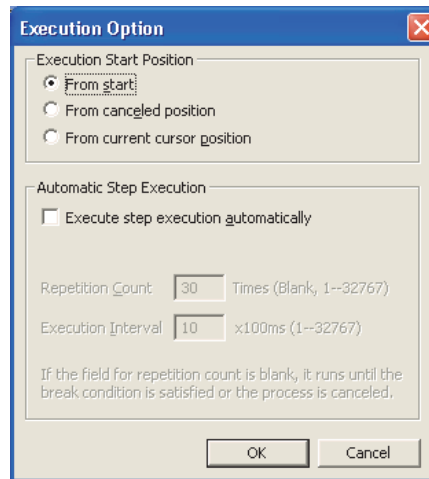 Execution Option
Execution Start Position
From start
From canceled position
From current cursor position
Automatic Step Execution
Execute step execution automatically
Repetition Count 30 Times (Blank, 1--32767)
Execution Interval 10 x100ms (1--32767)
If the field for repetition count is blank, it runs until the
break condition is satisfied or the process is canceled.
OK Cancel